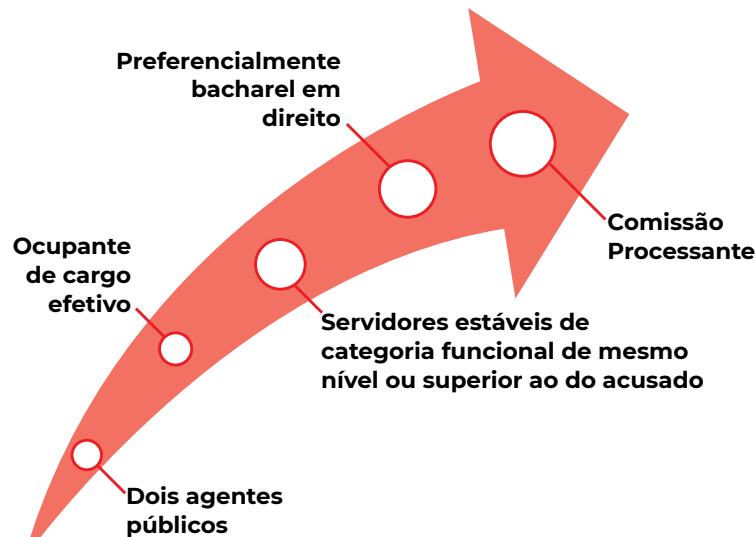 Preferencialmente
bacharel em
direito
Comissão
Processante
Ocupante
de cargo
efetivo
Servidores estáveis de
categoria funcional de mesmo
nível ou superior ao do acusado
Dois agentes
públicos